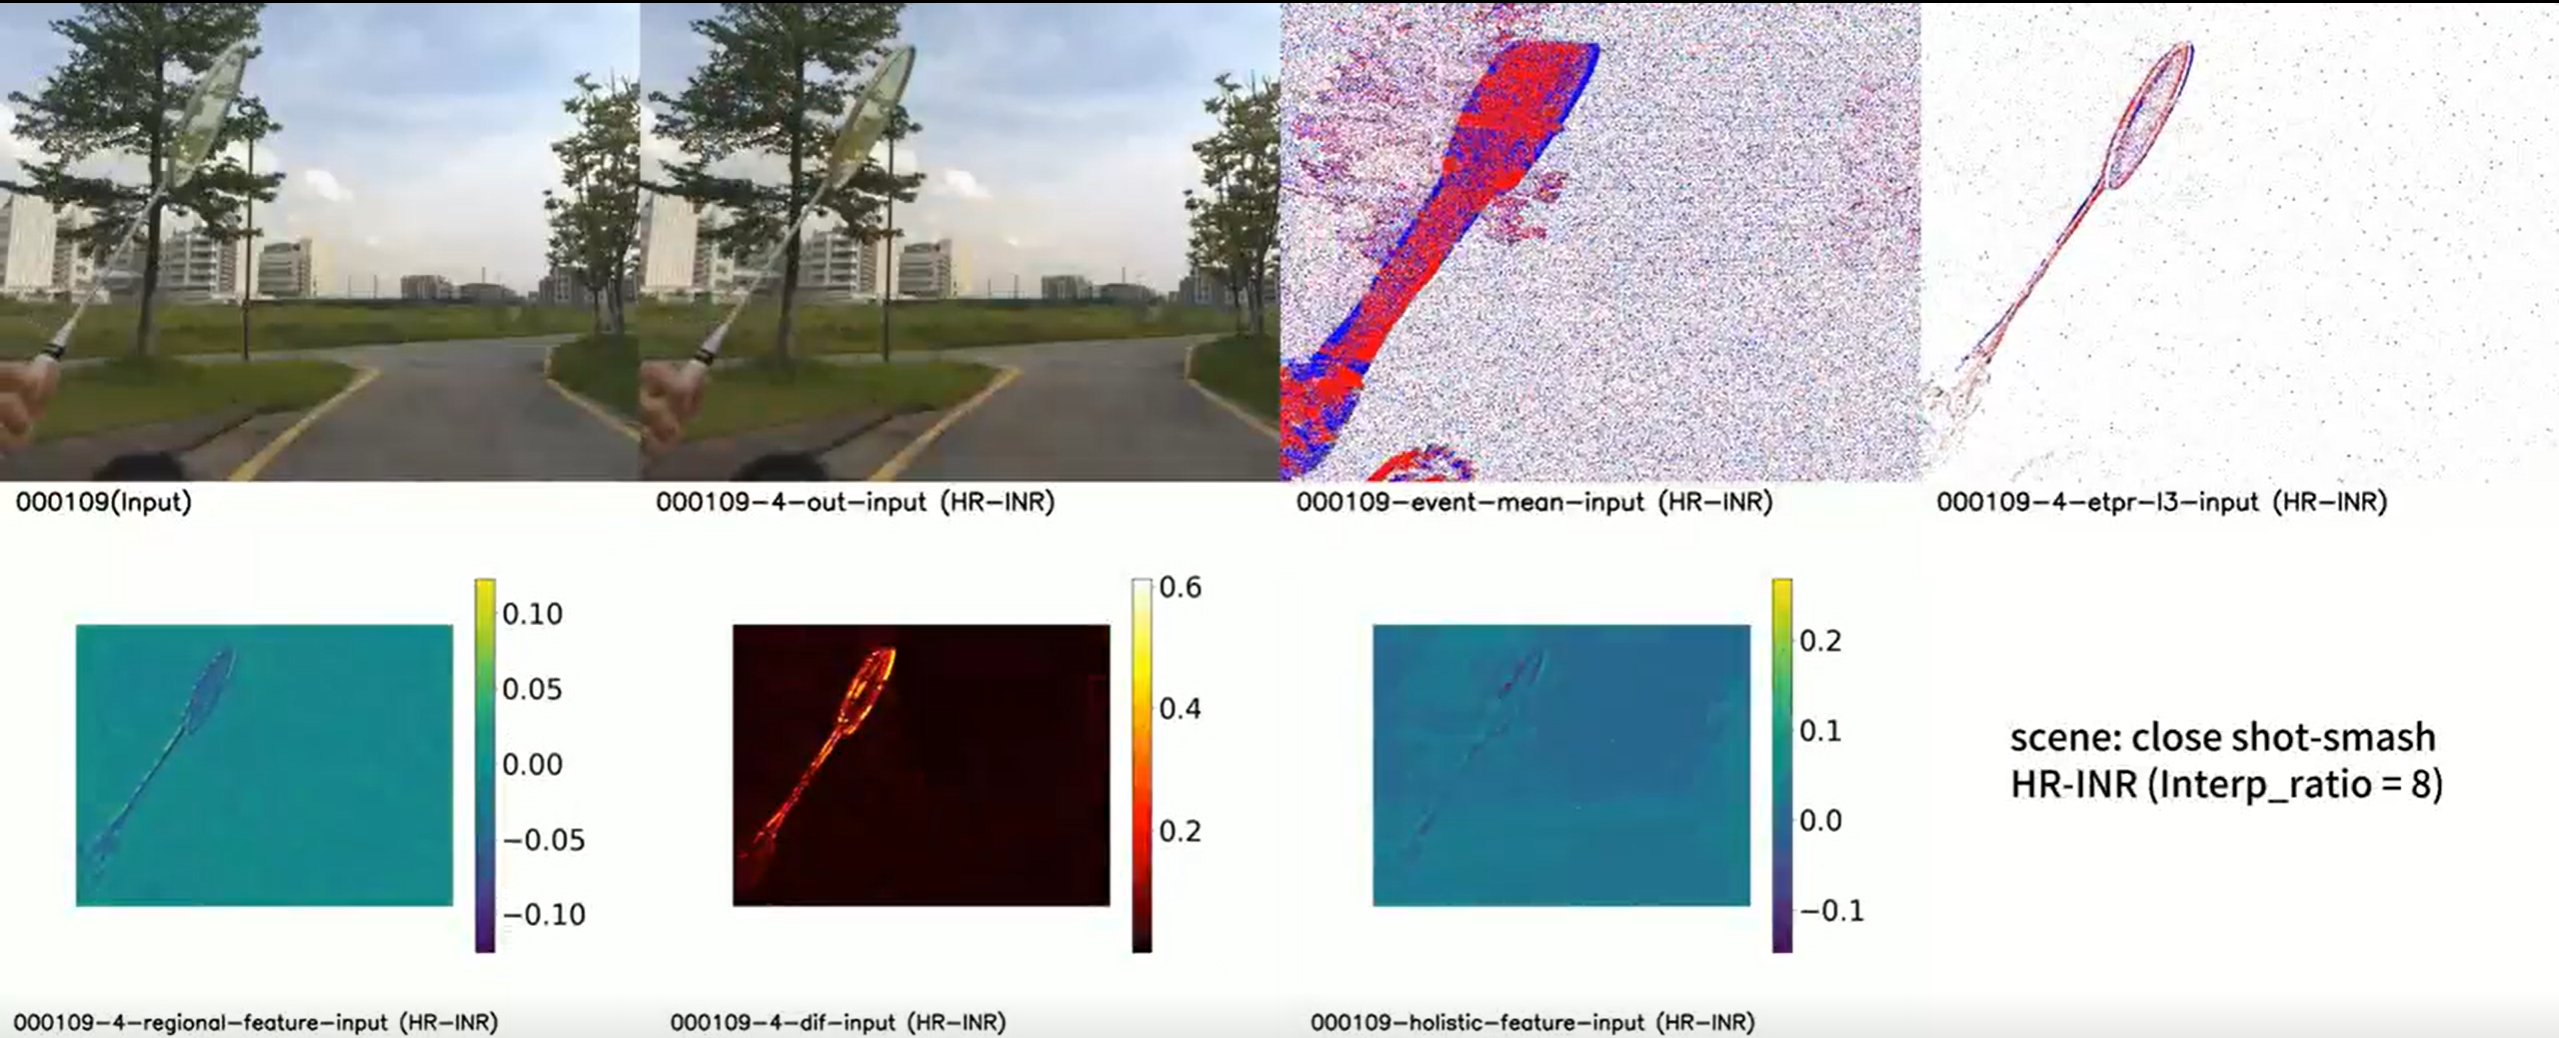 000109(Input)
000109-4-out-input (HR-INR)
000109-event-mean-input (HR-INR)
000109-4-etpr-l3-input (HR-INR)
0.10
0.05
0.00
−0.05
−0.10
0.6
0.4
0.2
0.2
0.1
0.0
−0.1
scene: close shot-smash
HR-INR (Interp_ratio = 8)
000109-4-regional-feature-input (HR-INR)
000109-4-dif-input (HR-INR)
000109-holistic-feature-input (HR-INR)